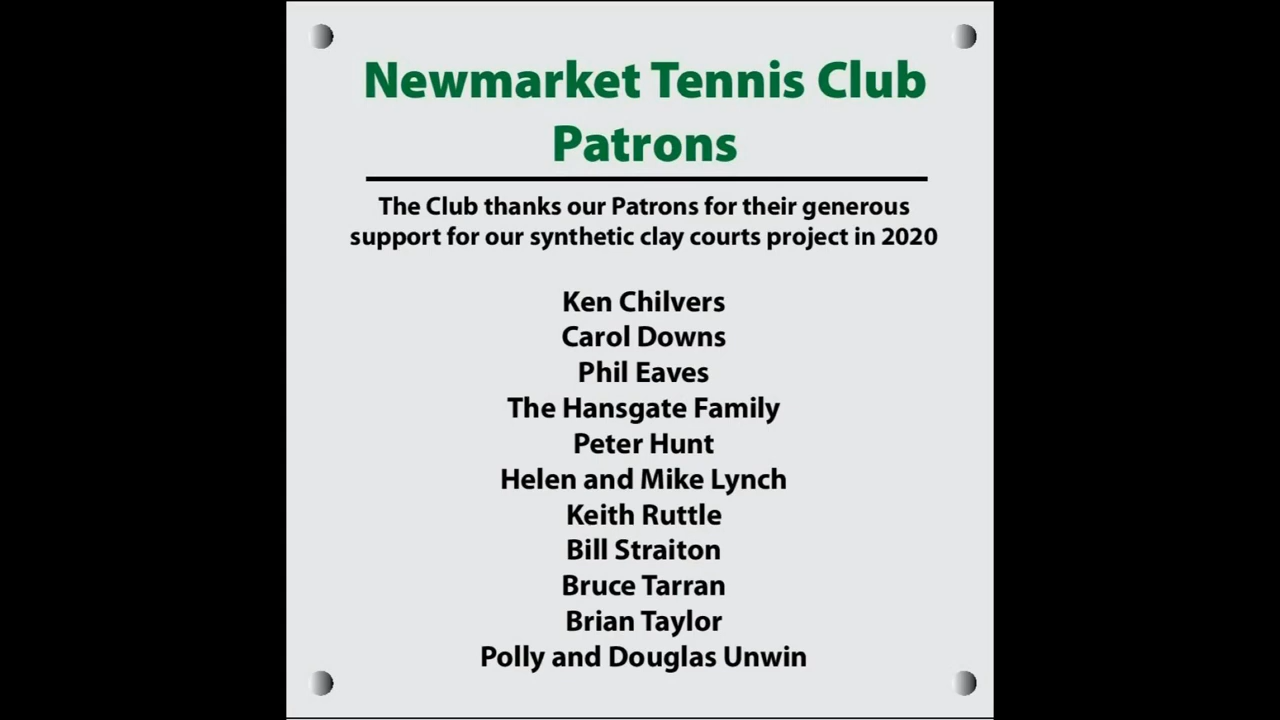 Newmarket Tennis Club
Patrons
The Club thanks our Patrons for their generous
support for our synthetic clay courts project in 2020
Ken Chilvers
Carol Downs
Phil Eaves
The Hansgate Family
Peter Hunt
Helen and Mike Lynch
Keith Ruttle
Bill Straiton
Bruce Tarran
Brian Taylor
Polly and Douglas Unwin